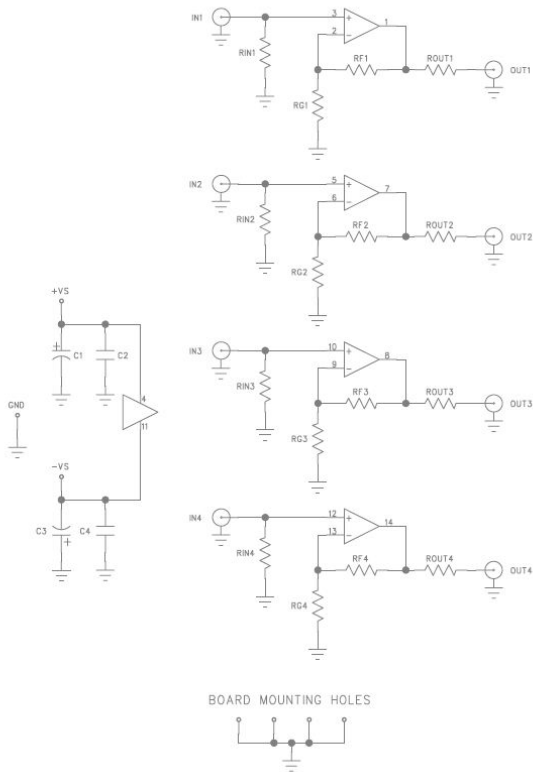 IN1
3
1
2
RIN1
RF1
ROUT1
OUT1
RG1
IN2
5
7
6
RIN2
RF2
ROUT2
OUT2
RG2
+VS
C1
C2
4
11
GND
-VS
C3
C4
IN3
10
8
9
RIN3
RF3
ROUT3
OUT3
RG3
IN4
12
14
13
RIN4
RF4
ROUT4
OUT4
RG4
BOARD MOUNTING HOLES